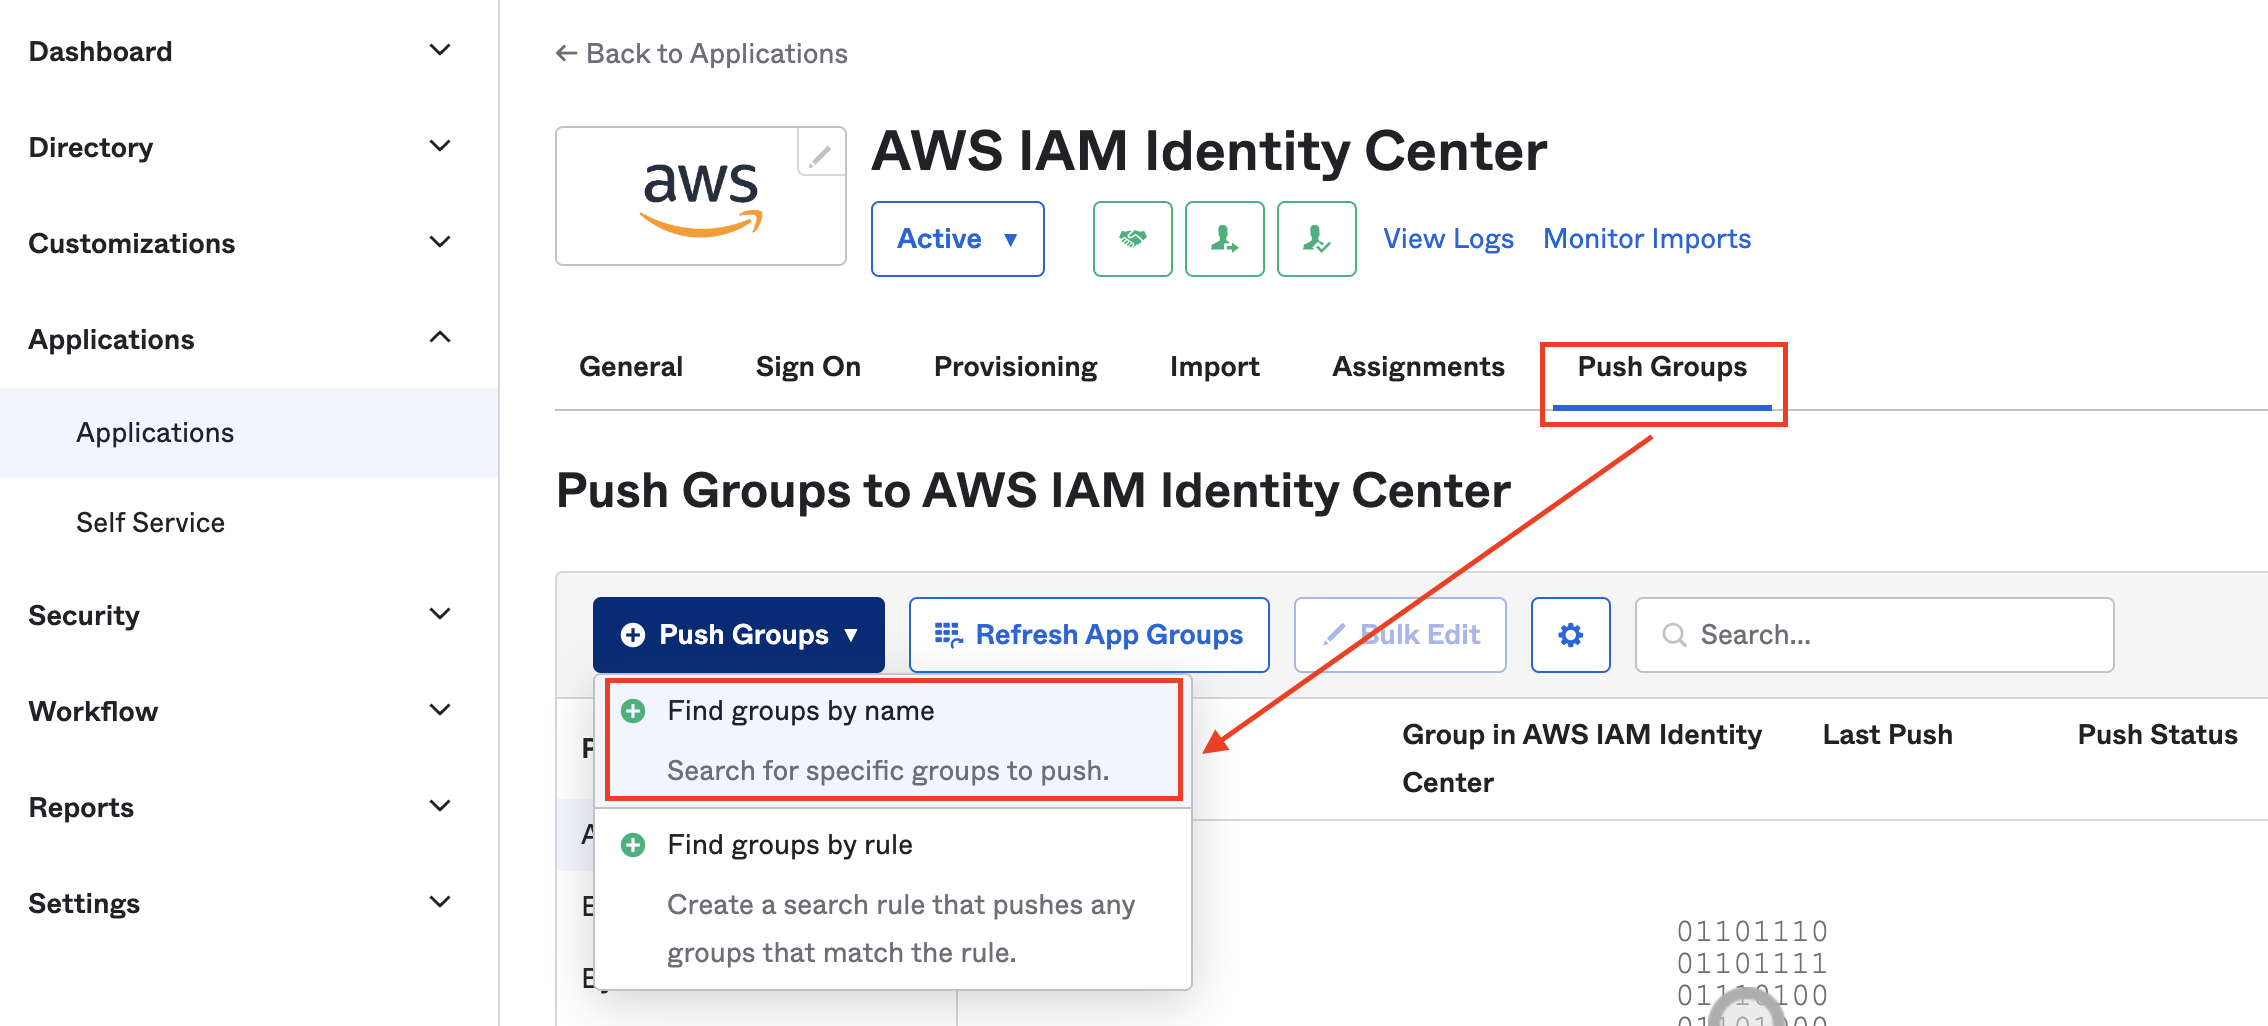 Dashboard
Directory
Customizations
Applications
Applications
Self Service
Security
Workflow
Reports
Settings
Back to Applications
aws
AWS IAM Identity Center
Active
View Logs
Monitor Imports
General
Sign On
Provisioning
Import
Assignments
Push Groups
Push Groups to AWS IAM Identity Center
Push Groups
Refresh App Groups
Bulk Edit
Search...
Find groups by name
Search for specific groups to push.
Find groups by rule
Create a search rule that pushes any
groups that match the rule.
Group in AWS IAM Identity
Center
Last Push
Push Status
01101110
01101111
01110100